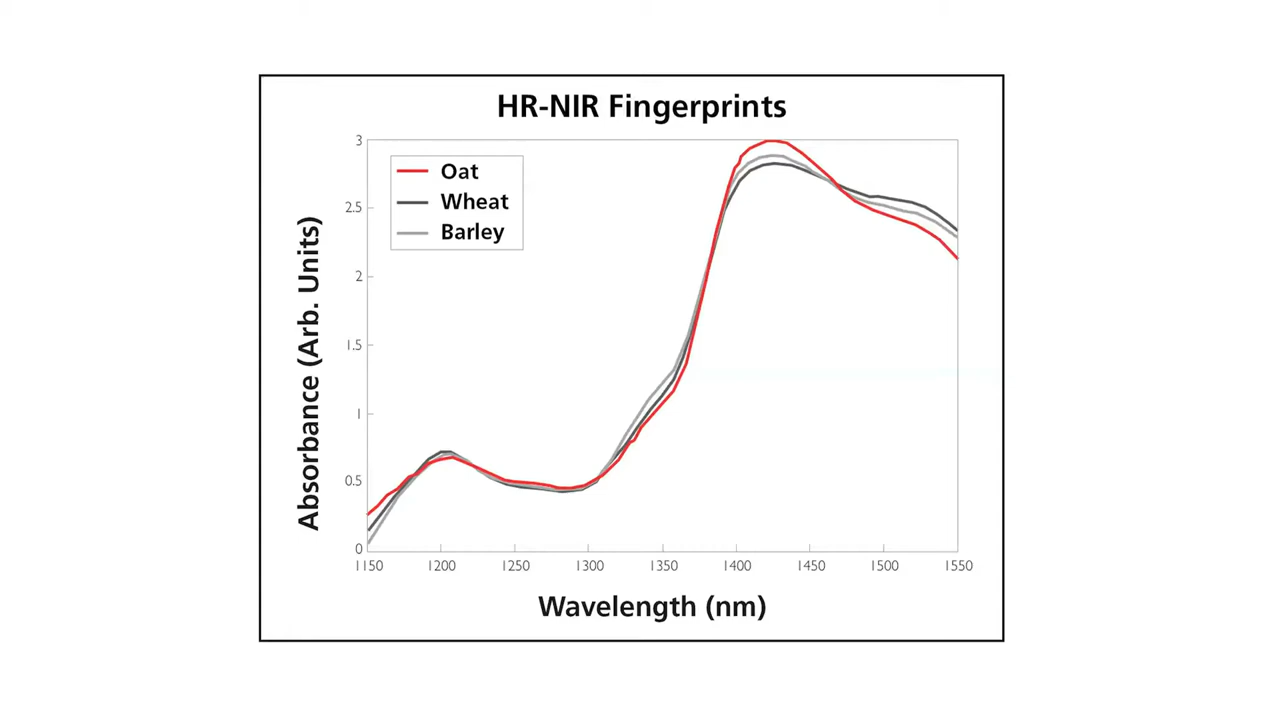 HR-NIR Fingerprints
Oat
Wheat
Barley
3
2.5
2
1.5
1
0.5
0
1150 1200 1250 1300 1350 1400 1450 1500 1550
Absorbance (Arb. Units)
Wavelength (nm)